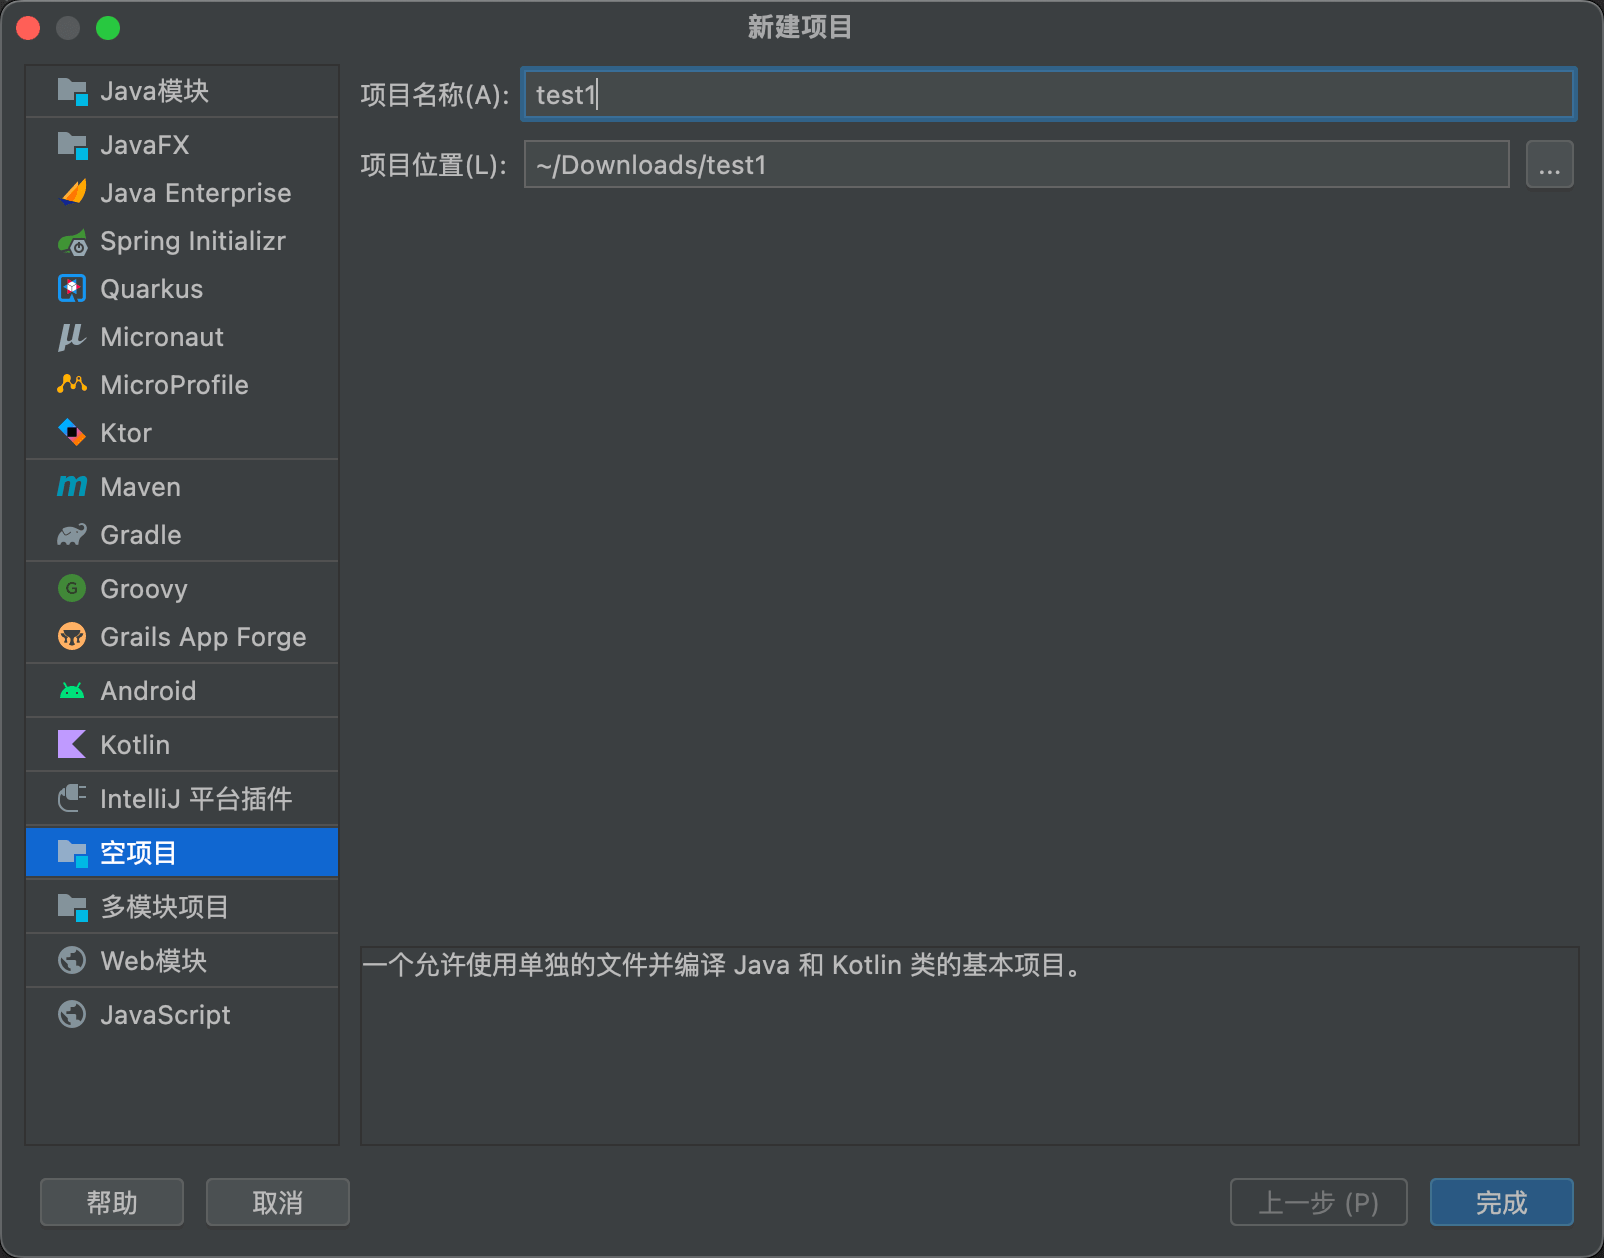 新建项目
Java模块
JavaFX
Java Enterprise
Spring Initializr
Quarkus
Micronaut
MicroProfile
Ktor
Maven
Gradle
Groovy
Grails App Forge
Android
Kotlin
IntelliJ 平台插件
空项目
多模块项目
Web模块
JavaScript
项目名称(A): test1
项目位置(L): ~/Downloads/test1 ...
一个允许使用单独的文件并编译 Java 和 Kotlin 类的基本项目。
帮助 取消 上一步 (P) 完成